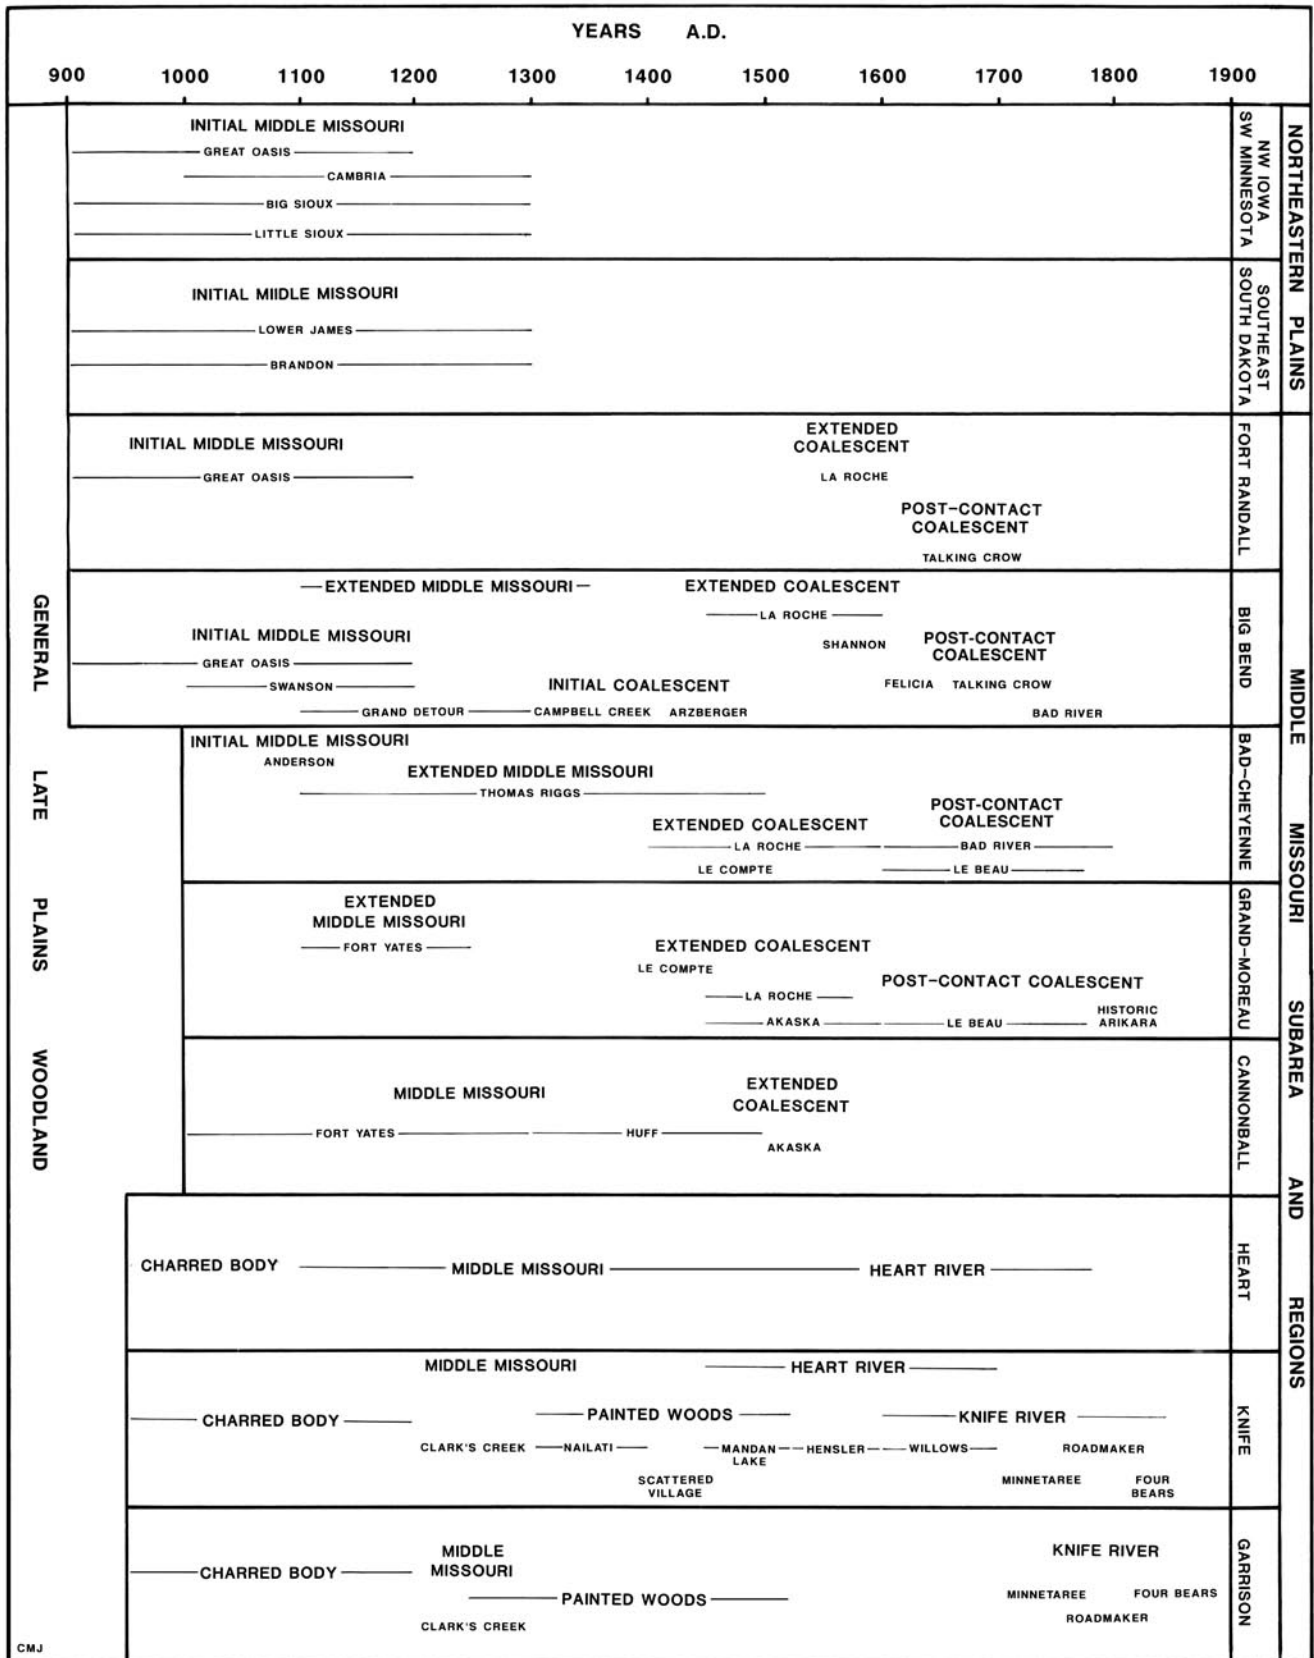 YEARS A.D.
900 1000 1100 1200 1300 1400 1500 1600 1700 1800 1900
INITIAL MIDDLE MISSOURI
GREAT OASIS
CAMBRIA
BIG SIOUX
LITTLE SIOUX
NW IOWA
SW MINNESOTA
INITIAL MIIDLE MISSOURI
LOWER JAMES
BRANDON
SOUTHEAST
SOUTH DAKOTA
NORTHEASTERN PLAINS
INITIAL MIDDLE MISSOURI
GREAT OASIS
EXTENDED
COALESCENT
LA ROCHE
POST-CONTACT
COALESCENT
TALKING CROW
FORT RANDALL
EXTENDED MIDDLE MISSOURI
EXTENDED COALESCENT
LA ROCHE
INITIAL MIDDLE MISSOURI
SHANNON
POST-CONTACT
COALESCENT
GREAT OASIS
SWANSON
INITIAL COALESCENT
FELICIA
TALKING CROW
GRAND DETOUR
CAMPBELL CREEK
ARZBERGER
BAD RIVER
BIG BEND
INITIAL MIDDLE MISSOURI
ANDERSON
EXTENDED MIDDLE MISSOURI
THOMAS RIGGS
POST-CONTACT
COALESCENT
EXTENDED COALESCENT
LA ROCHE
BAD RIVER
LE COMPTE
LE BEAU
BAD-CHEYENNE
EXTENDED
MIDDLE MISSOURI
FORT YATES
EXTENDED COALESCENT
LE COMPTE
POST-CONTACT COALESCENT
LA ROCHE
AKASKA
LE BEAU
HISTORIC
ARIKARA
GRAND-MOREAU
MIDDLE MISSOURI
EXTENDED
COALESCENT
FORT YATES
HUFF
AKASKA
CANNONBALL
CHARRED BODY
MIDDLE MISSOURI
HEART RIVER
HEART
MIDDLE MISSOURI
HEART RIVER
CHARRED BODY
PAINTED WOODS
KNIFE RIVER
CLARK'S CREEK
NAILATI
MANDAN
LAKE
HENSLER
WILLOWS
ROADMAKER
SCATTERED
VILLAGE
MINNETAREE
FOUR
BEARS
KNIFE
MIDDLE
MISSOURI
KNIFE RIVER
CHARRED BODY
PAINTED WOODS
MINNETAREE
FOUR BEARS
CLARK'S CREEK
ROADMAKER
GARRISON
MIDDLE MISSOURI SUBAREA AND REGIONS
GENERAL LATE PLAINS WOODLAND
CMJ